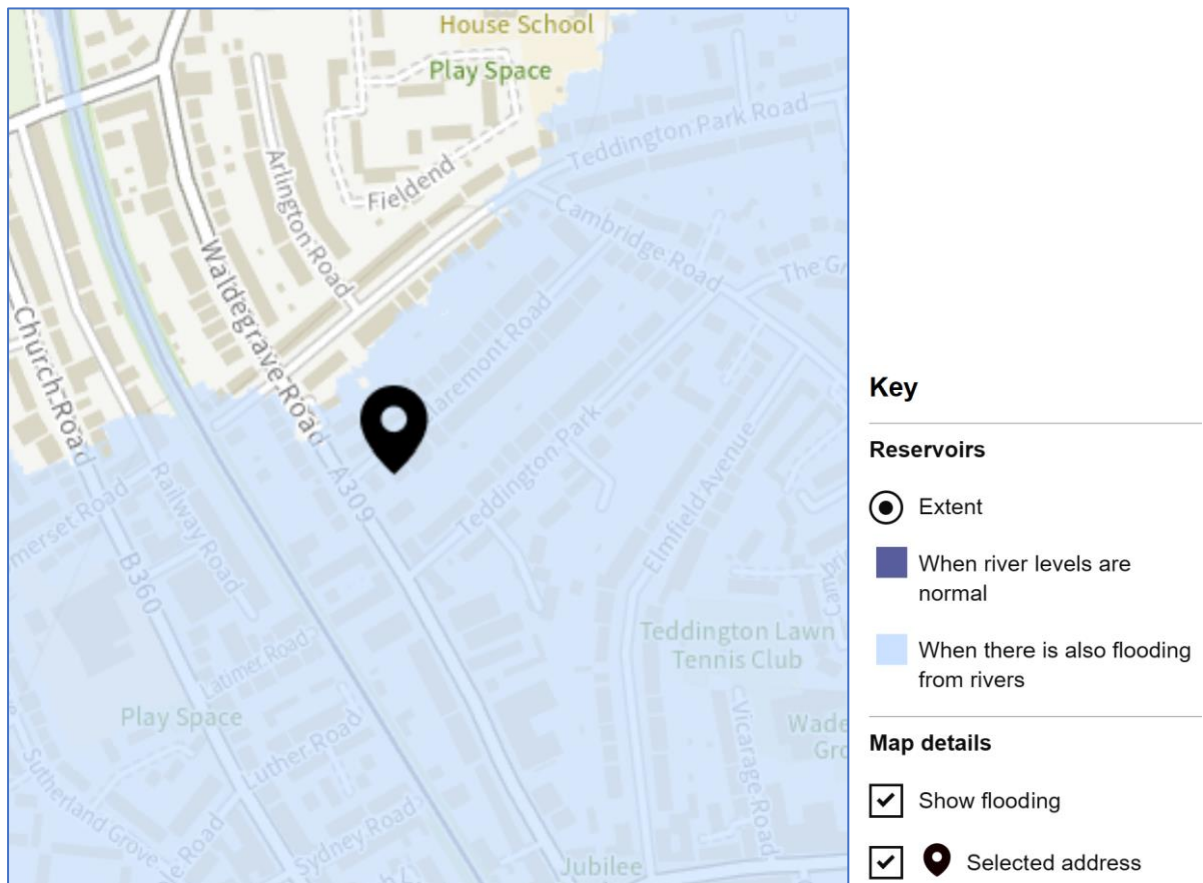 House School
Play Space
Teddington Park Road
Arlington Road
Fieldend
Cambridge Road
Waldegrave Road
Church Road
Railway Road
A309
B360
Teddington Park
Elmfield Avenue
Teddington Lawn
Tennis Club
Latimer Road
Play Space
Luther Road
Vicarage Road
Sutherland Grove
Sydney Road
Jubilee
Key
Reservoirs
Extent
When river levels are
normal
When there is also flooding
from rivers
Map details
Show flooding
Selected address